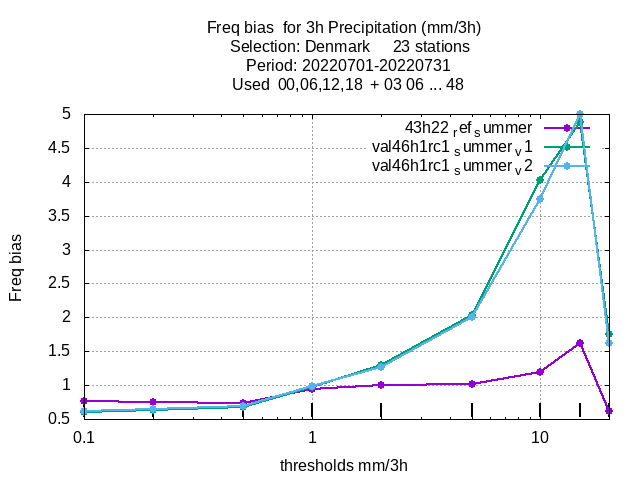 Freq bias  for 3h Precipitation (mm/3h)
Selection: Denmark     23 stations
Period: 20220701-20220731
Used  00,06,12,18  + 03 06 ... 48
43h22 ref summer
val46h1rc1 summer v1
val46h1rc1 summer v2
5
4.5
4
3.5
3
2.5
2
1.5
1
0.5
Freq bias
0.1 1 10
thresholds mm/3h